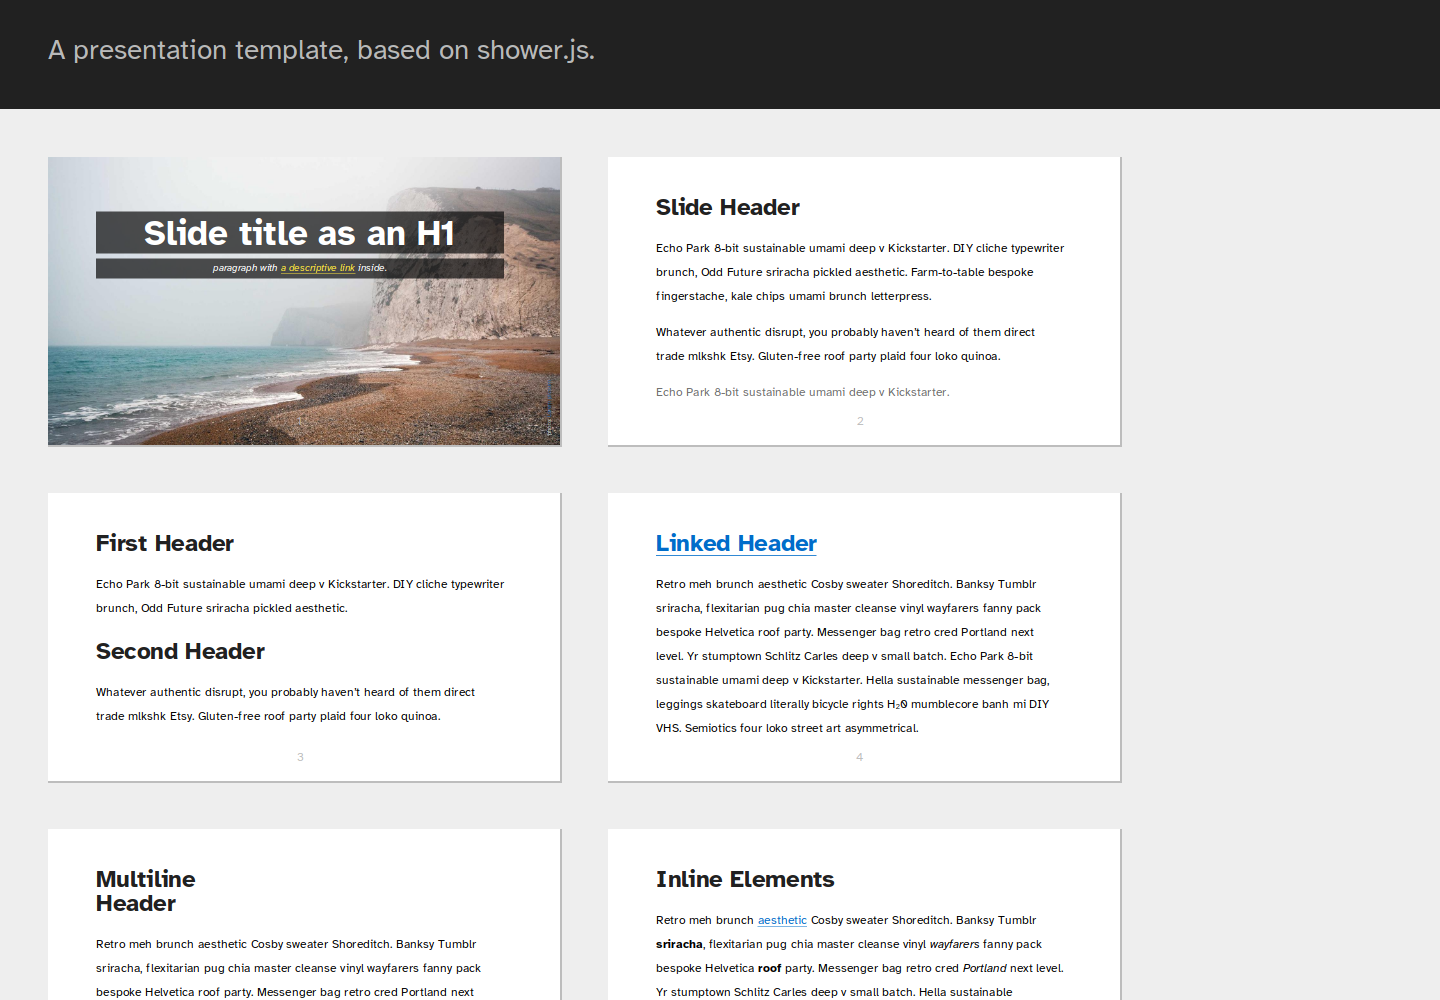 A presentation template, based on shower.js.
Slide title as an H1
paragraph with a descriptive link inside.
Slide Header
Echo Park 8-bit sustainable umami deep v Kickstarter. DIY cliche typewriter
brunch, Odd Future sriracha pickled aesthetic. Farm-to-table bespoke
fingerstache, kale chips umami brunch letterpress.
Whatever authentic disrupt, you probably haven't heard of them direct
trade mlkshk Etsy. Gluten-free roof party plaid four loko quinoa.
Echo Park 8-bit sustainable umami deep v Kickstarter.
2
First Header
Echo Park 8-bit sustainable umami deep v Kickstarter. DIY cliche typewriter
brunch, Odd Future sriracha pickled aesthetic.
Second Header
Whatever authentic disrupt, you probably haven't heard of them direct
trade mlkshk Etsy. Gluten-free roof party plaid four loko quinoa.
3
Linked Header
Retro meh brunch aesthetic Cosby sweater Shoreditch. Banksy Tumblr
sriracha, flexitarian pug chia master cleanse vinyl wayfarers fanny pack
bespoke Helvetica roof party. Messenger bag retro cred Portland next
level. Yr stumptown Schlitz Carles deep v small batch. Echo Park 8-bit
sustainable umami deep v Kickstarter. Hella sustainable messenger bag,
leggings skateboard literally bicycle rights H₂0 mumblecore banh mi DIY
VHS. Semiotics four loko street art asymmetrical.
4
Multiline
Header
Retro meh brunch aesthetic Cosby sweater Shoreditch. Banksy Tumblr
sriracha, flexitarian pug chia master cleanse vinyl wayfarers fanny pack
bespoke Helvetica roof party. Messenger bag retro cred Portland next
Inline Elements
Retro meh brunch aesthetic Cosby sweater Shoreditch. Banksy Tumblr
sriracha, flexitarian pug chia master cleanse vinyl wayfarers fanny pack
bespoke Helvetica roof party. Messenger bag retro cred Portland next level.
Yr stumptown Schlitz Carles deep v small batch. Hella sustainable